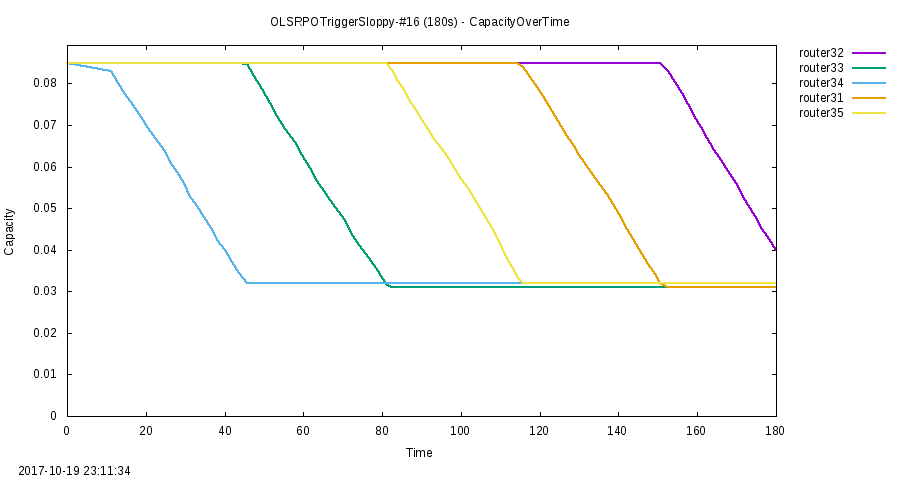 OLSRPOTriggerSloppy-#16 (180s) - CapacityOverTime
router32
router33
router34
router31
router35
0.08
0.07
0.06
0.05
0.04
0.03
0.02
0.01
0
Capacity
0 20 40 60 80 100 120 140 160 180
Time
2017-10-19 23:11:34